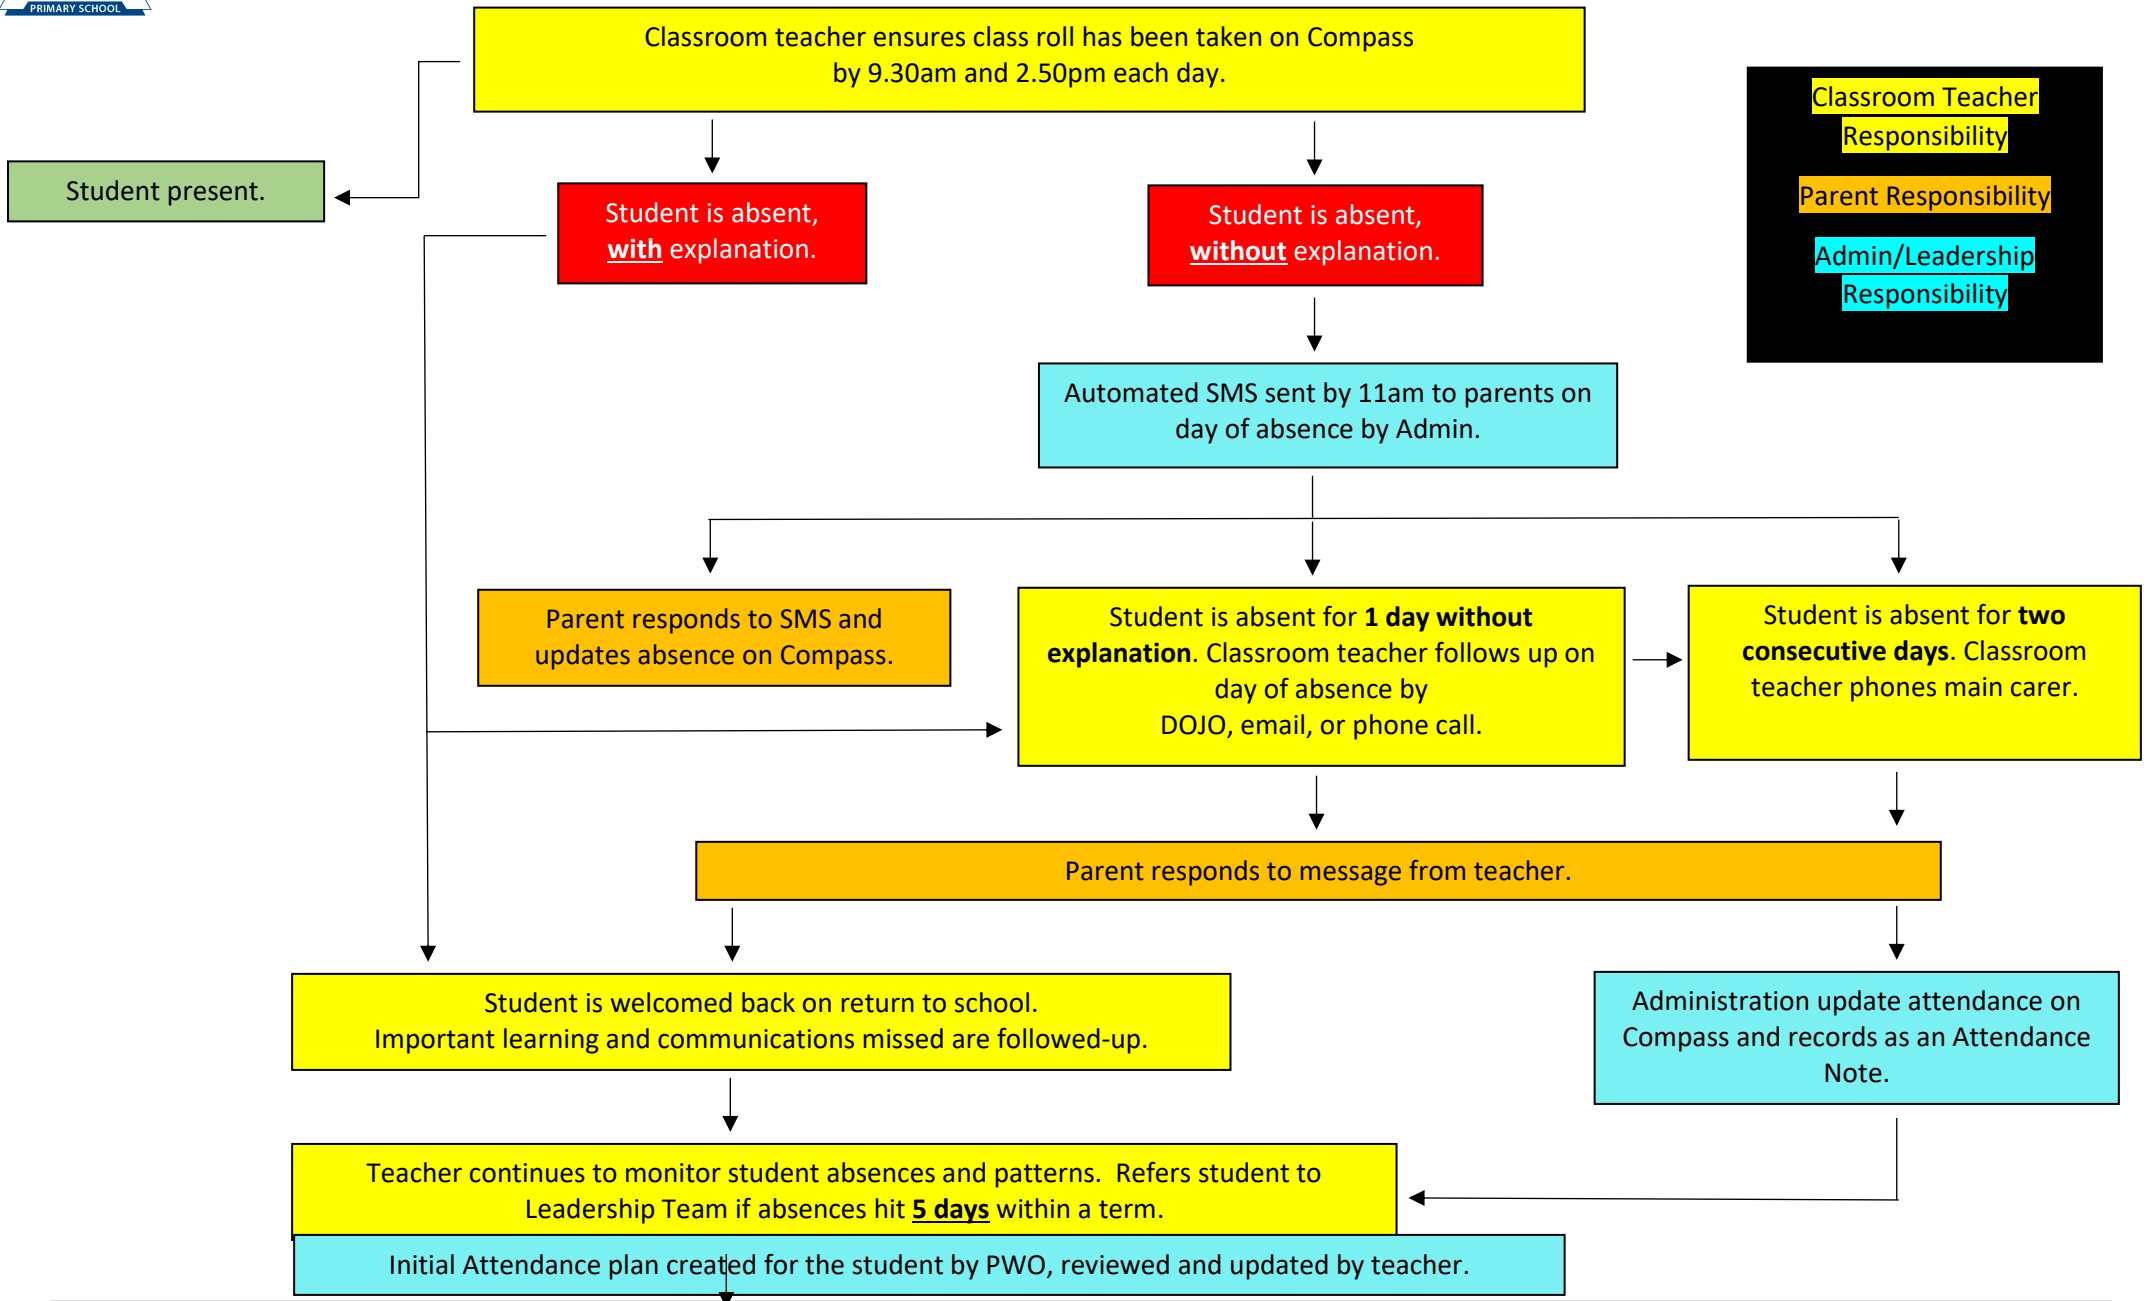 PRIMARY SCHOOL
Classroom teacher ensures class roll has been taken on Compass
by 9.30am and 2.50pm each day.
Classroom Teacher
Responsibility
Parent Responsibility
Admin/Leadership
Responsibility
Student present.
Student is absent,
with explanation.
Student is absent,
without explanation.
Automated SMS sent by 11am to parents on
day of absence by Admin.
Parent responds to SMS and
updates absence on Compass.
Student is absent for 1 day without
explanation. Classroom teacher follows up on
day of absence by
DOJO, email, or phone call.
Student is absent for two
consecutive days. Classroom
teacher phones main carer.
Parent responds to message from teacher.
Student is welcomed back on return to school.
Important learning and communications missed are followed-up.
Administration update attendance on
Compass and records as an Attendance
Note.
Teacher continues to monitor student absences and patterns.  Refers student to
Leadership Team if absences hit 5 days within a term.
Initial Attendance plan created for the student by PWO, reviewed and updated by teacher.